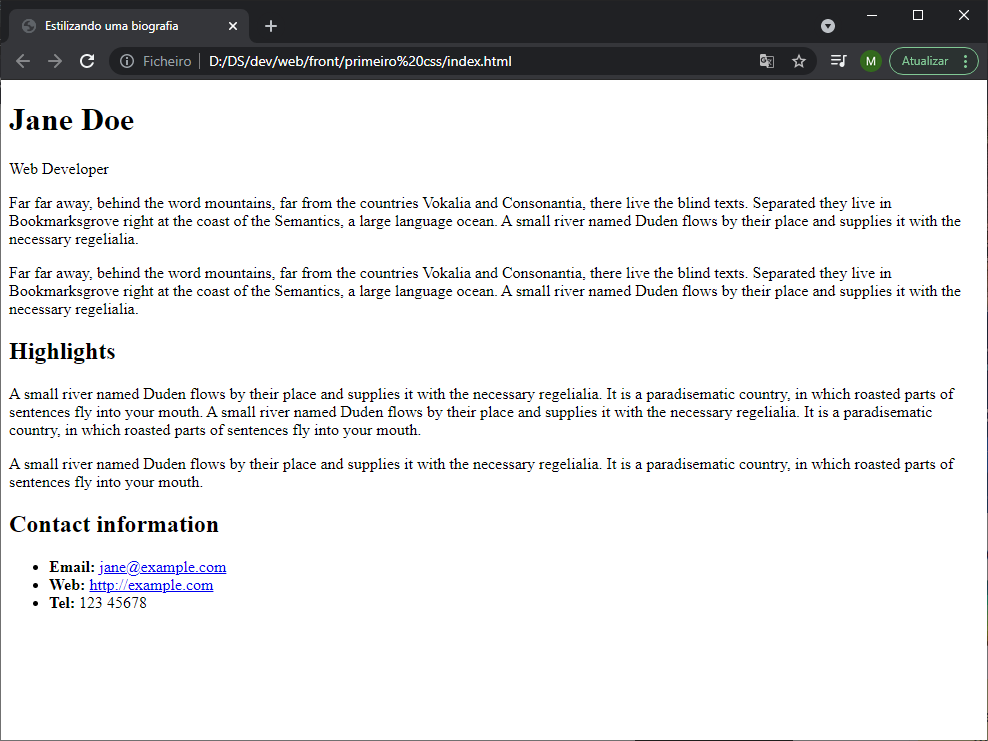 Estilizando uma biografia
Ficheiro
D:/DS/dev/web/front/primeiro%20css/index.html
M
Atualizar
Jane Doe
Web Developer
Far far away, behind the word mountains, far from the countries Vokalia and Consonantia, there live the blind texts. Separated they live in
Bookmarksgrove right at the coast of the Semantics, a large language ocean. A small river named Duden flows by their place and supplies it with the
necessary regelialia.
Far far away, behind the word mountains, far from the countries Vokalia and Consonantia, there live the blind texts. Separated they live in
Bookmarksgrove right at the coast of the Semantics, a large language ocean. A small river named Duden flows by their place and supplies it with the
necessary regelialia.
Highlights
A small river named Duden flows by their place and supplies it with the necessary regelialia. It is a paradisematic country, in which roasted parts of
sentences fly into your mouth. A small river named Duden flows by their place and supplies it with the necessary regelialia. It is a paradisematic
country, in which roasted parts of sentences fly into your mouth.
A small river named Duden flows by their place and supplies it with the necessary regelialia. It is a paradisematic country, in which roasted parts of
sentences fly into your mouth.
Contact information
• Email: jane@example.com
• Web: http://example.com
• Tel: 123 45678